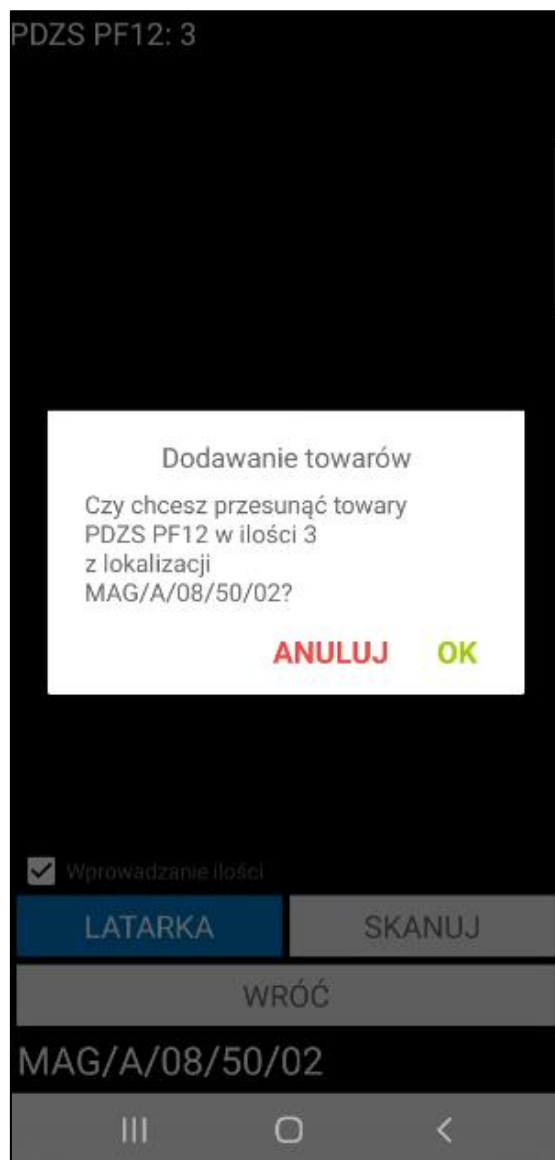 PDZS PF12: 3
Dodawanie towarów
Czy chcesz przesunąć towary
PDZS PF12 w ilości 3
z lokalizacji
MAG/A/08/50/02?
ANULUJ OK
Wprowadzanie ilości
LATARKA SKANUJ
WRÓĆ
MAG/A/08/50/02